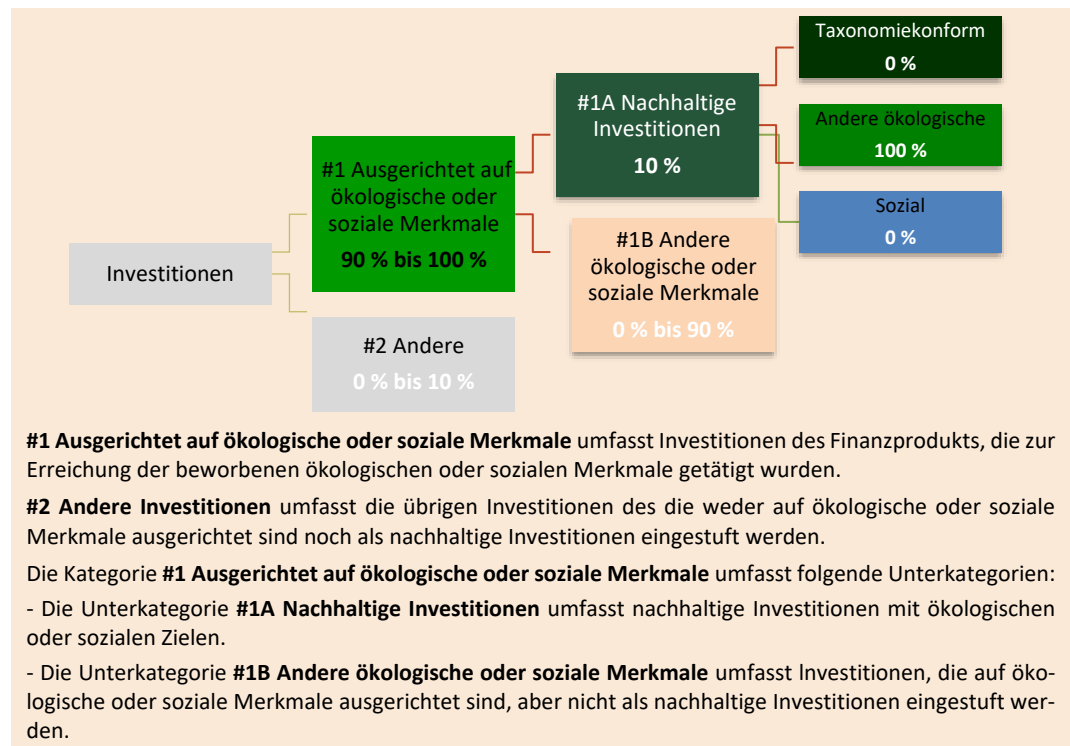 Investitionen
#1 Ausgerichtet auf
ökologische oder
soziale Merkmale
90 % bis 100 %
#2 Andere
0 % bis 10 %
#1A Nachhaltige
Investitionen
10 %
#1B Andere
ökologische oder
soziale Merkmale
0 % bis 90 %
Taxonomiekonform
0 %
Andere ökologische
100 %
Sozial
0 %
#1 Ausgerichtet auf ökologische oder soziale Merkmale umfasst Investitionen des Finanzprodukts, die zur
Erreichung der beworbenen ökologischen oder sozialen Merkmale getätigt wurden.
#2 Andere Investitionen umfasst die übrigen Investitionen des die weder auf ökologische oder soziale
Merkmale ausgerichtet sind noch als nachhaltige Investitionen eingestuft werden.
Die Kategorie #1 Ausgerichtet auf ökologische oder soziale Merkmale umfasst folgende Unterkategorien:
- Die Unterkategorie #1A Nachhaltige Investitionen umfasst nachhaltige Investitionen mit ökologischen
oder sozialen Zielen.
- Die Unterkategorie #1B Andere ökologische oder soziale Merkmale umfasst Investitionen, die auf öko-
logische oder soziale Merkmale ausgerichtet sind, aber nicht als nachhaltige Investitionen eingestuft wer-
den.